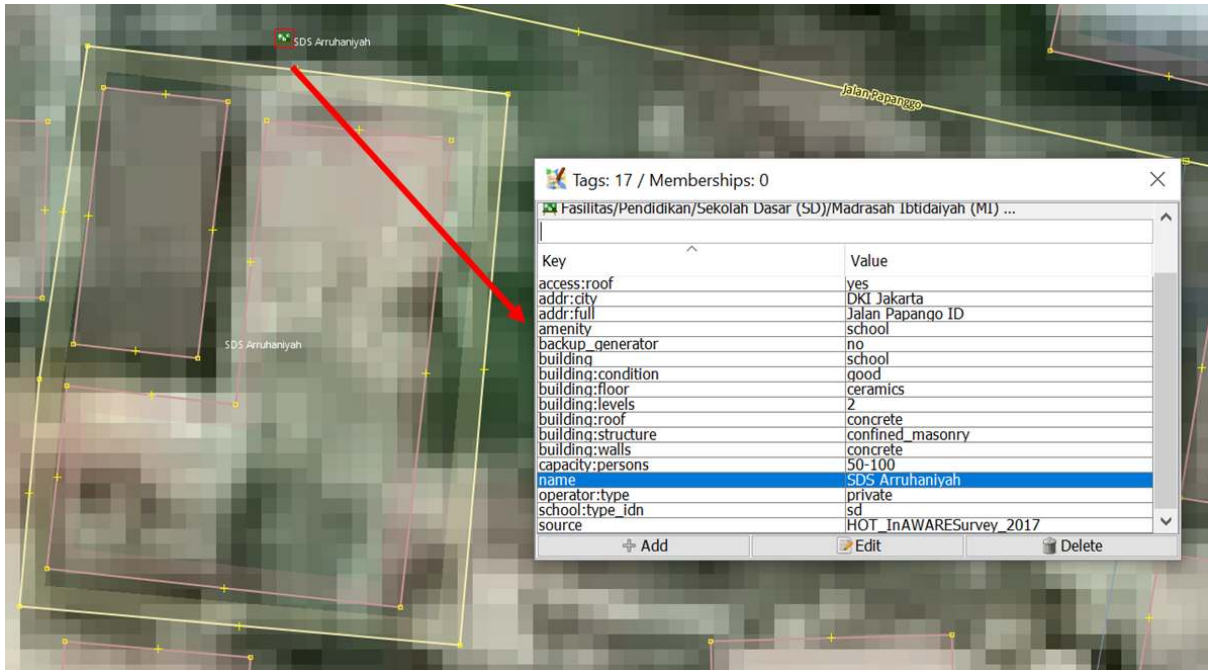 SDS Arruhaniyah
Jalan Papanggo
SDS Arruhaniyah
Tags: 17 / Memberships: 0
Fasilitas/Pendidikan/Sekolah Dasar (SD)/Madrasah Ibtidaiyah (MI) ...
Key Value
access:roof yes
addr:city DKI Jakarta
addr:full Jalan Papango ID
amenity school
backup_generator no
building school
building:condition good
building:floor ceramics
building:levels 2
building:roof concrete
building:structure confined_masonry
building:walls concrete
capacity:persons 50-100
name SDS Arruhaniyah
operator:type private
school:type_idn sd
source HOT_InAWARESurvey_2017
Add Edit Delete